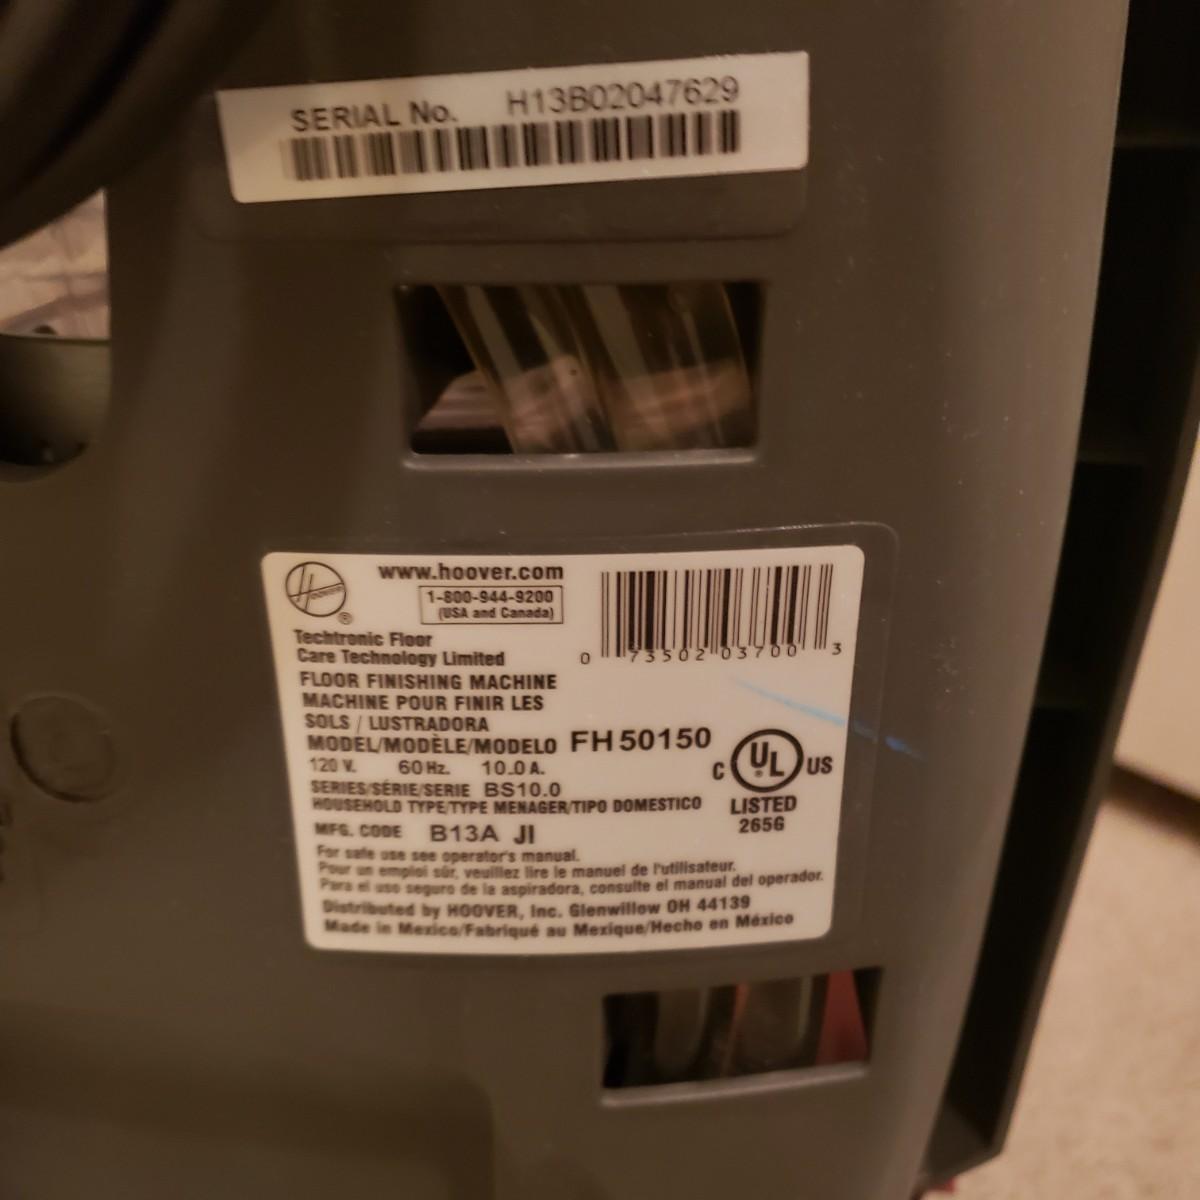 SERIAL No. H13B02047629
Hoover
®
www.hoover.com
1-800-944-9200
(USA and Canada)
0 73502 03700 3
Techtronic Floor
Care Technology Limited
FLOOR FINISHING MACHINE
MACHINE POUR FINIR LES
SOLS / LUSTRADORA
MODEL/MODÈLE/MODELO FH50150
120 V. 60 Hz. 10.0 A.
C UL US
SERIES/SÉRIE/SERIE BS10.0
HOUSEHOLD TYPE/TYPE MENAGER/TIPO DOMESTICO
LISTED
265G
MFG. CODE B13A JI
For safe use see operator's manual.
Pour un emploi sûr, veuillez lire le manuel de l'utilisateur.
Para el uso seguro de la aspiradora, consulte el manual del operador.
Distributed by HOOVER, Inc. Glenwillow OH 44139
Made in Mexico/Fabriqué au Mexique/Hecho en México